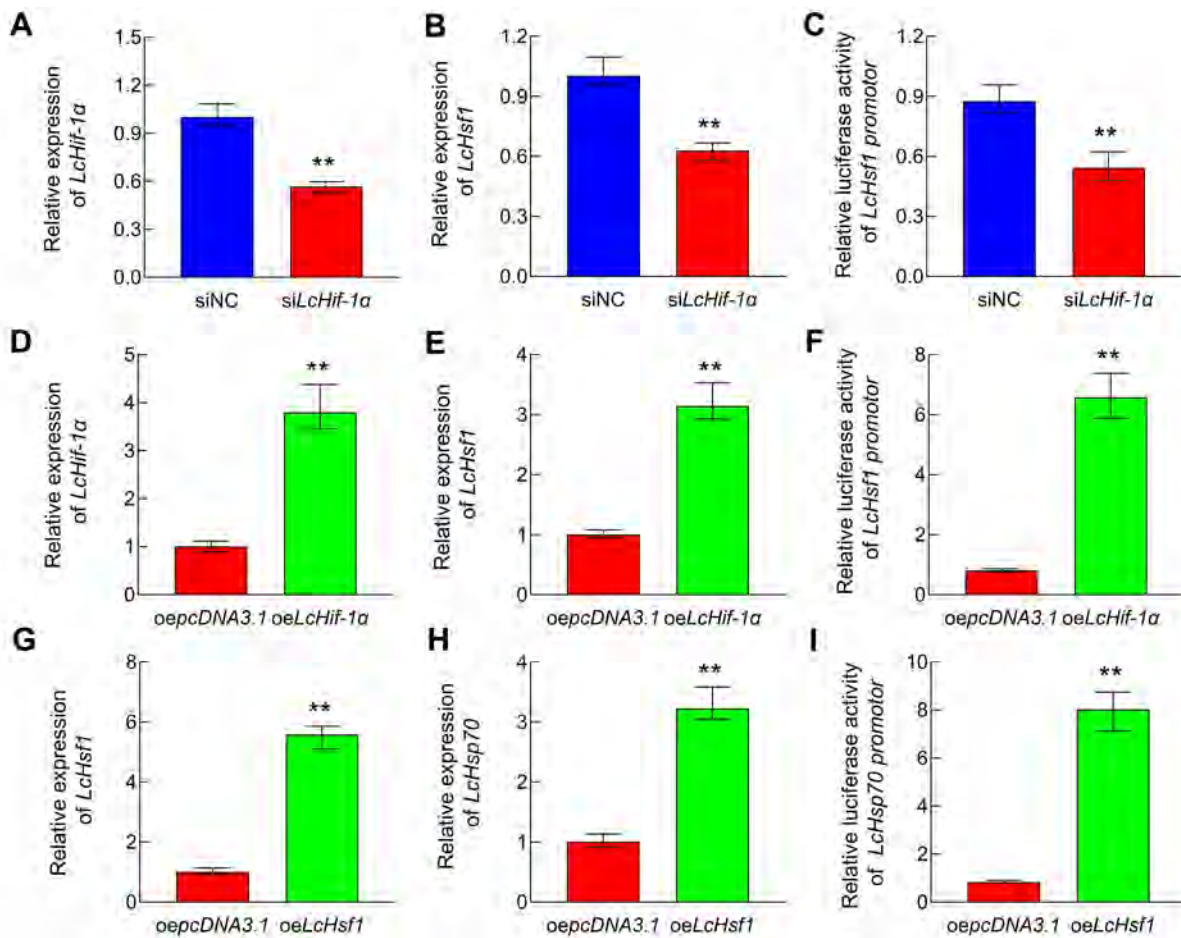 A
Relative expression
of LcHif-1α
1.5
1.2
0.9
0.6
0.3
0.0
**
siNC
siLcHif-1α
B
Relative expression
of LcHsf1
1.2
0.9
0.6
0.3
0.0
**
siNC
siLcHif-1α
C
Relative luciferase activity
of LcHsf1 promotor
1.2
0.9
0.6
0.3
0.0
**
siNC
siLcHif-1α
D
Relative expression
of LcHif-1α
5
4
3
2
1
0
**
oepcDNA3.1 oeLcHif-1α
E
Relative expression
of LcHsf1
4
3
2
1
0
**
oepcDNA3.1 oeLcHif-1α
F
Relative luciferase activity
of LcHsf1 promotor
8
6
4
2
0
**
oepcDNA3.1 oeLcHif-1α
G
Relative expression
of LcHsf1
8
6
4
2
0
**
oepcDNA3.1 oeLcHsf1
H
Relative expression
of LcHsp70
4
3
2
1
0
**
oepcDNA3.1 oeLcHsf1
I
Relative luciferase activity
of LcHsp70 promotor
10
8
6
4
2
0
**
oepcDNA3.1 oeLcHsf1